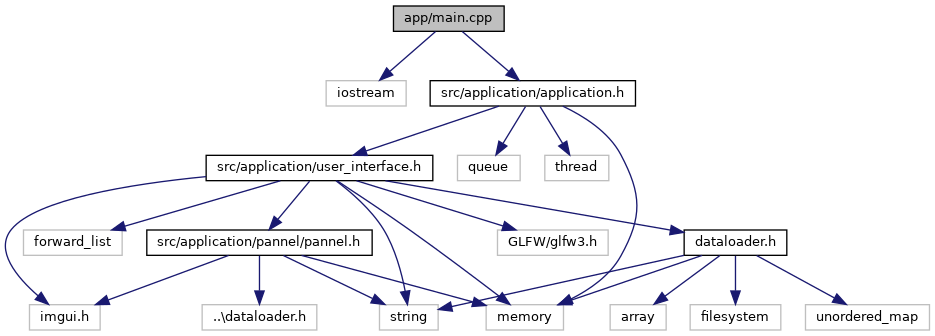 app/main.cpp
iostream
src/application/application.h
src/application/user_interface.h
queue
thread
forward_list
src/application/pannel/pannel.h
GLFW/glfw3.h
dataloader.h
imgui.h
..\dataloader.h
string
memory
array
filesystem
unordered_map